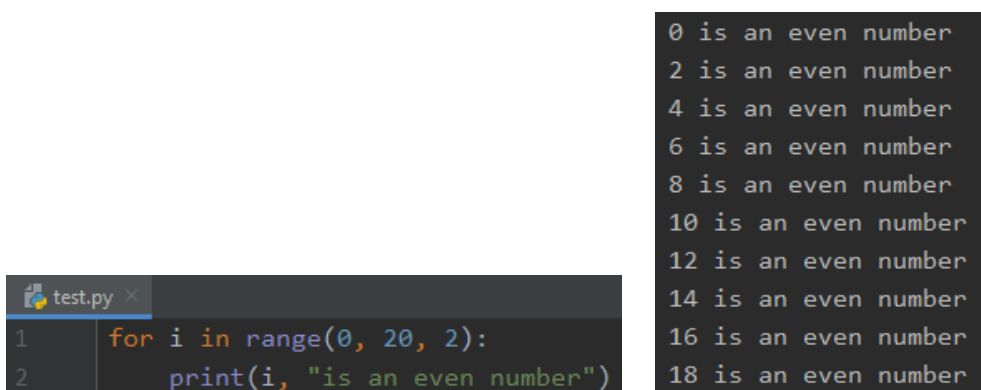 test.py
1 for i in range(0, 20, 2):
2 print(i, "is an even number")
0 is an even number
2 is an even number
4 is an even number
6 is an even number
8 is an even number
10 is an even number
12 is an even number
14 is an even number
16 is an even number
18 is an even number